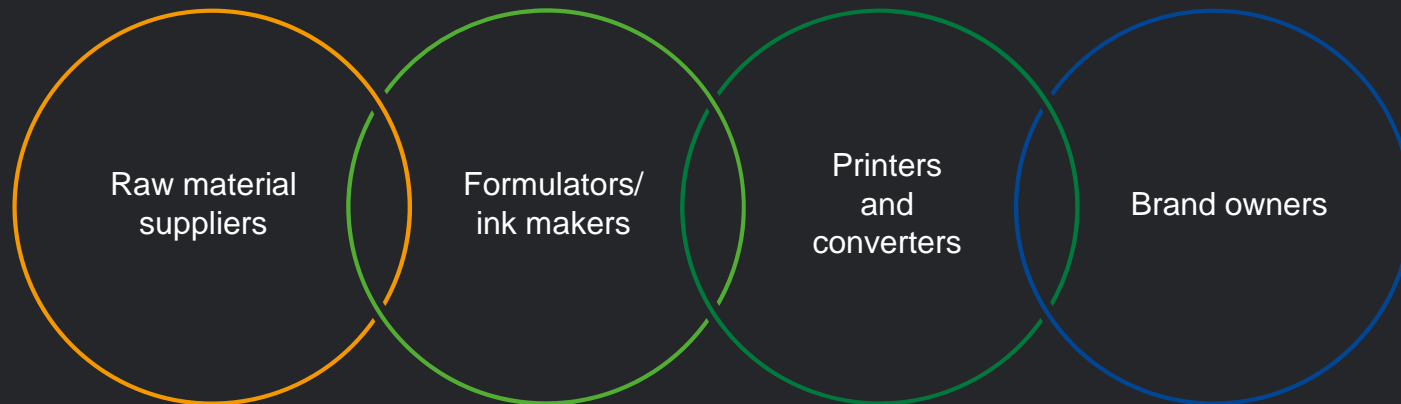 Raw material
suppliers
Formulators/
ink makers
Printers
and
converters
Brand owners